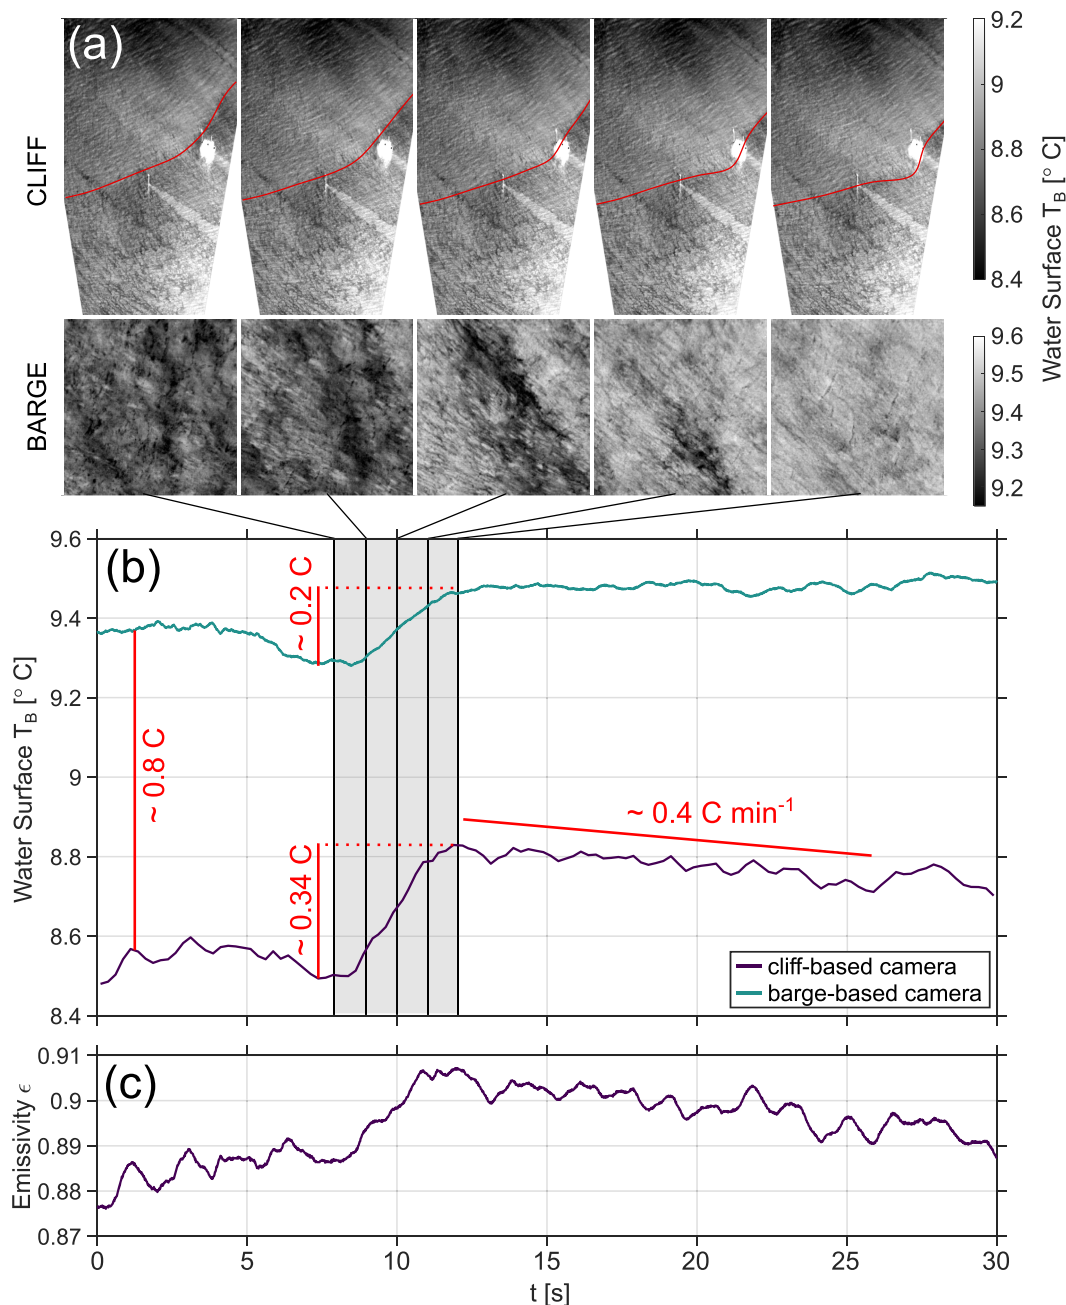 (a)
CLIFF
9.2
9
8.8
8.6
8.4
Water Surface T_B [° C]
BARGE
9.6
9.5
9.4
9.3
9.2
(b)
9.6
9.4
9.2
9
8.8
8.6
8.4
Water Surface T_B [° C]
~ 0.2 C
~ 0.8 C
~ 0.34 C
~ 0.4 C min⁻¹
cliff-based camera
barge-based camera
(c)
0.91
0.9
0.89
0.88
0.87
Emissivity ϵ
0 5 10 15 20 25 30
t [s]